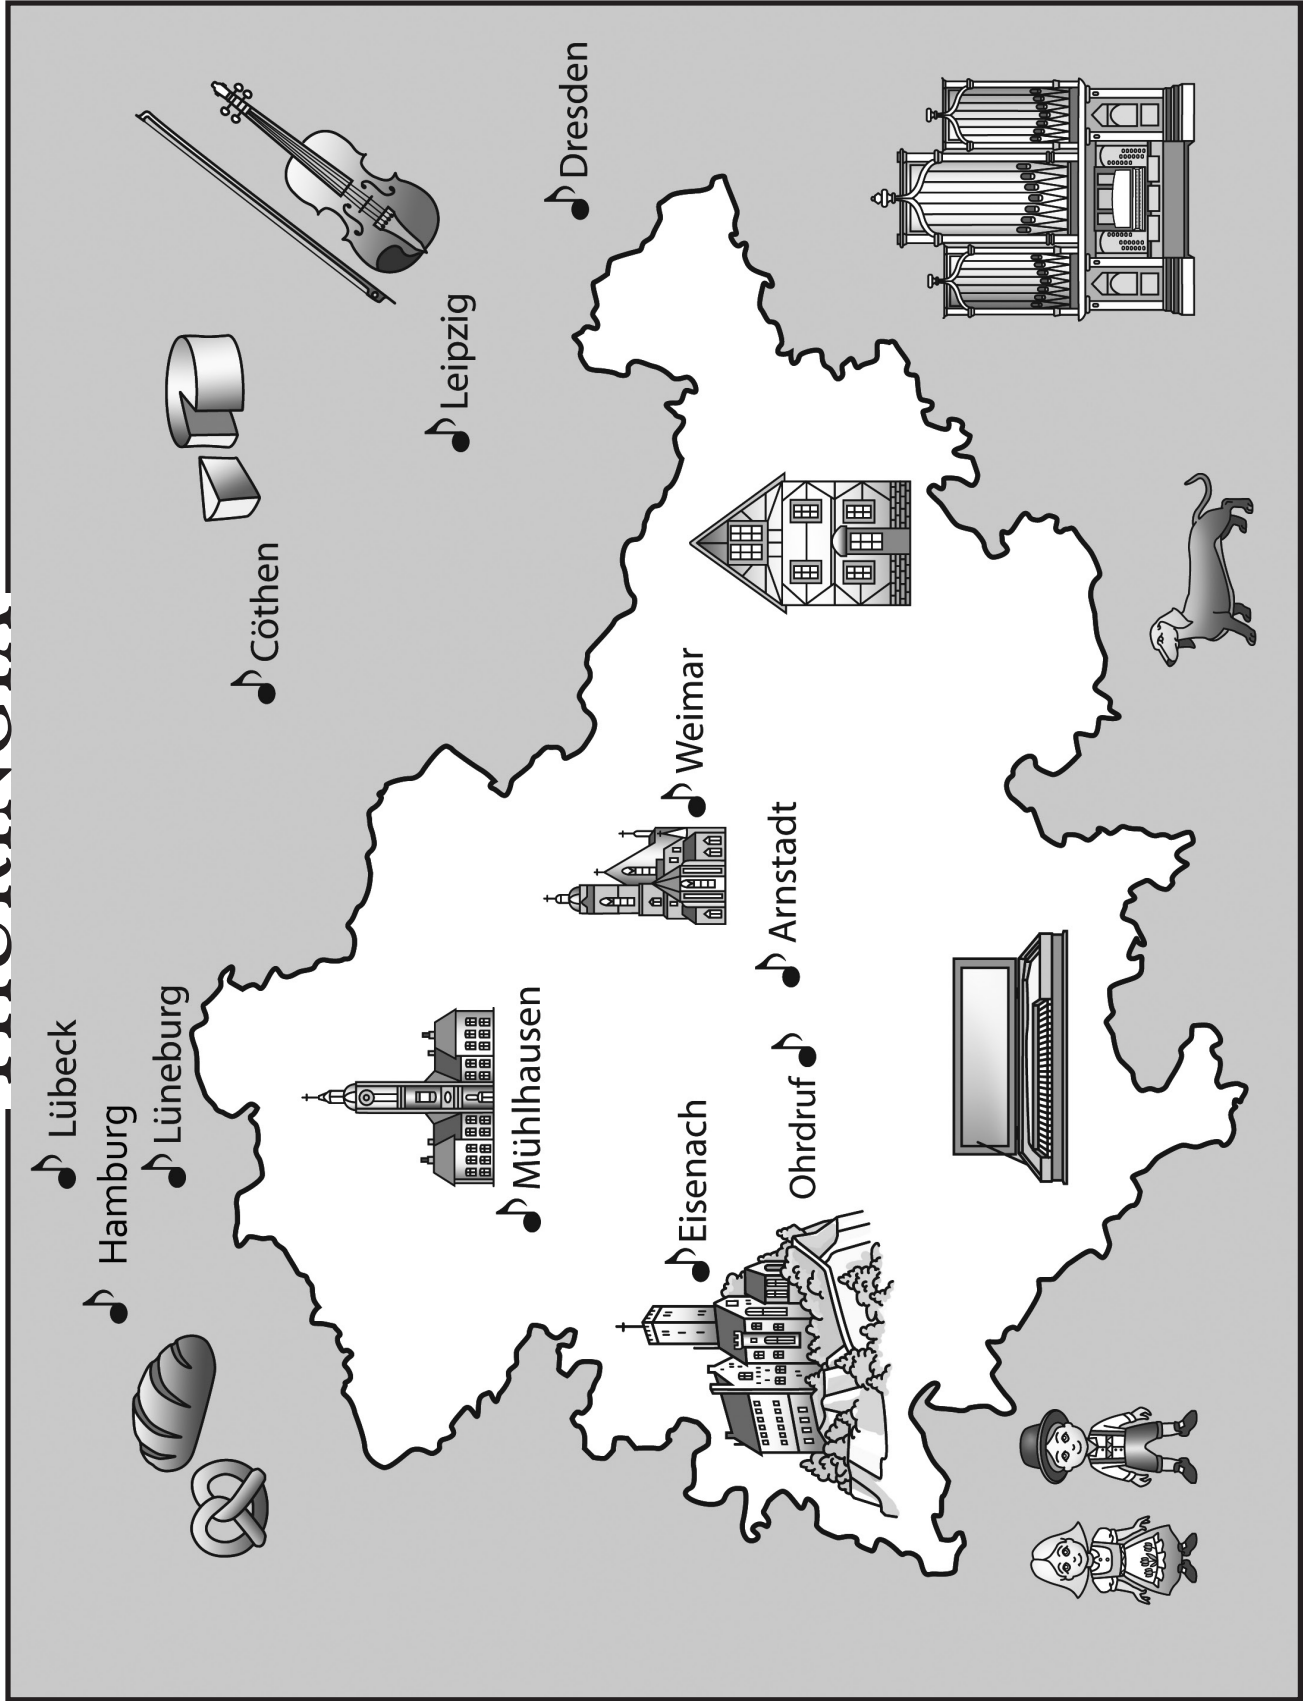 Lübeck
Hamburg
Lüneburg
Cöthen
Leipzig
Mühlhausen
Dresden
Eisenach
Weimar
Arnstadt
Ohrdruf